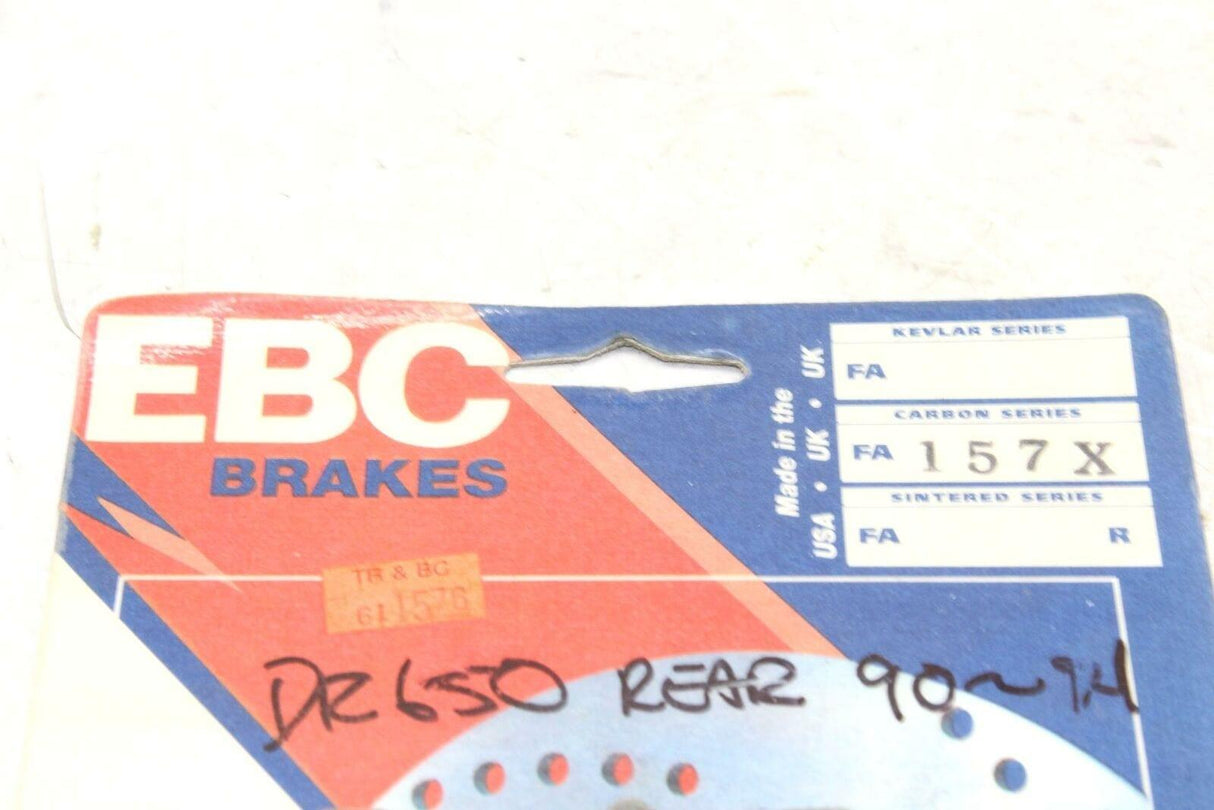 EBC
BRAKES
Made in the
USA • UK • UK
KEVLAR SERIES
FA
CARBON SERIES
FA 157X
SINTERED SERIES
FA R
TR & BC
DR650 REAR 90~94